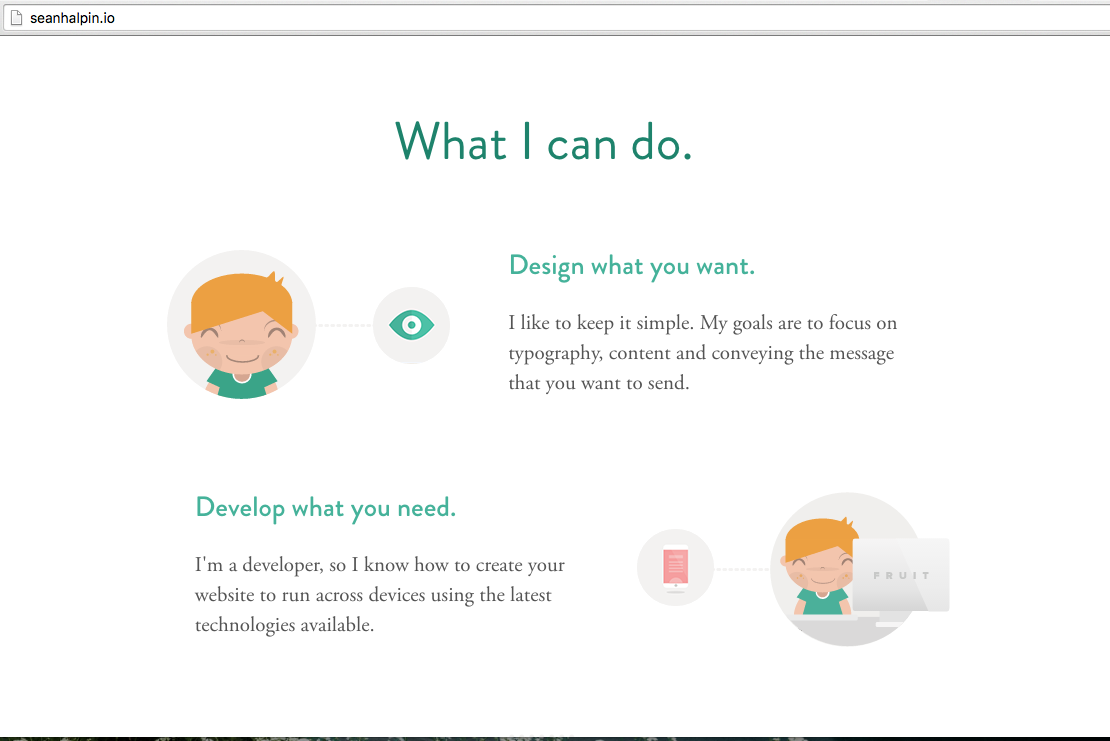 seanhalpin.io
What I can do.
Design what you want.
I like to keep it simple. My goals are to focus on
typography, content and conveying the message
that you want to send.
Develop what you need.
I'm a developer, so I know how to create your
website to run across devices using the latest
technologies available.
FRUIT